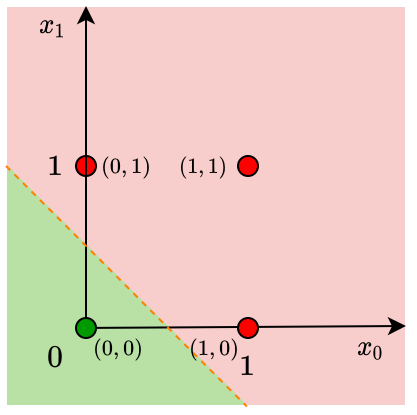 x₁
1 (0, 1) (1, 1)
0 (0, 0) (1, 0) 1 x₀